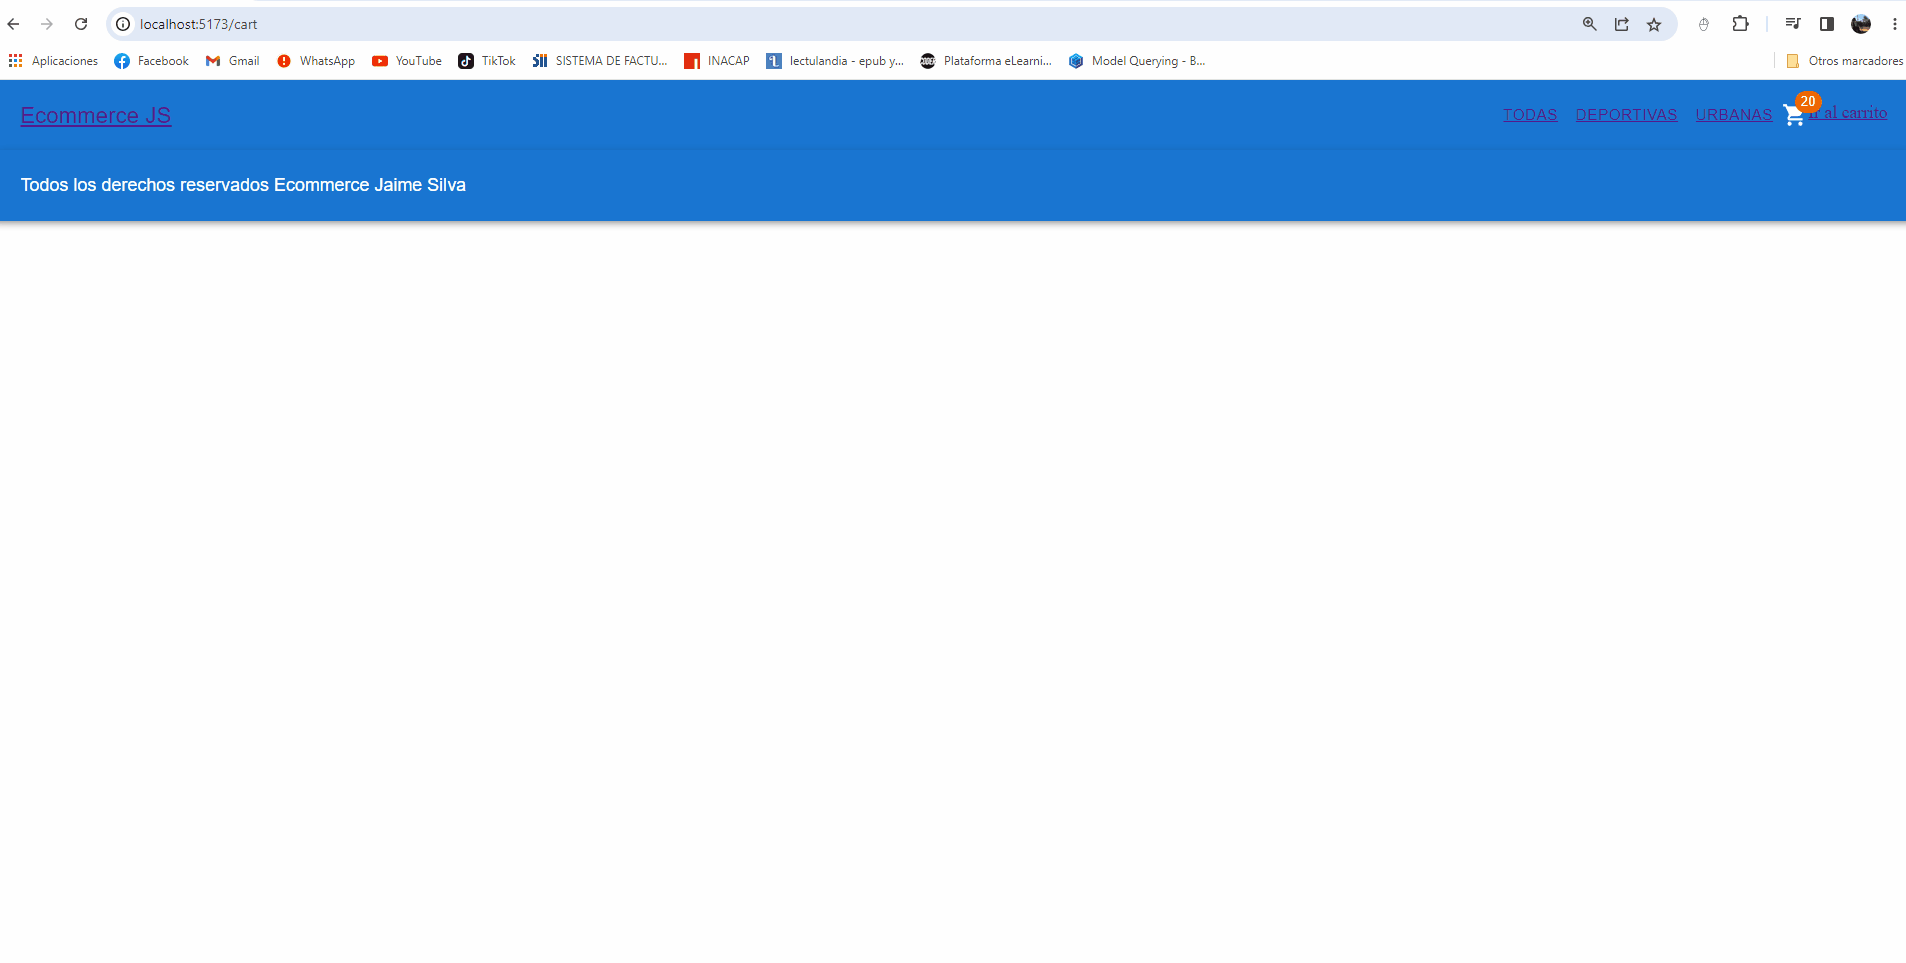 localhost:5173/cart
Aplicaciones Facebook Gmail WhatsApp YouTube TikTok SISTEMA DE FACTU... INACAP lectulandia - epub y... Plataforma eLearni... Model Querying - B... Otros marcadores
Ecommerce JS TODAS DEPORTIVAS URBANAS 20 Ir al carrito
Todos los derechos reservados Ecommerce Jaime Silva